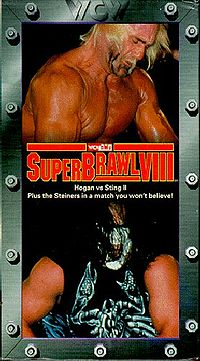 WCW
SUPERBRAWL VIII
Hogan vs Sting II
Plus the Steiners in a match you won't believe!